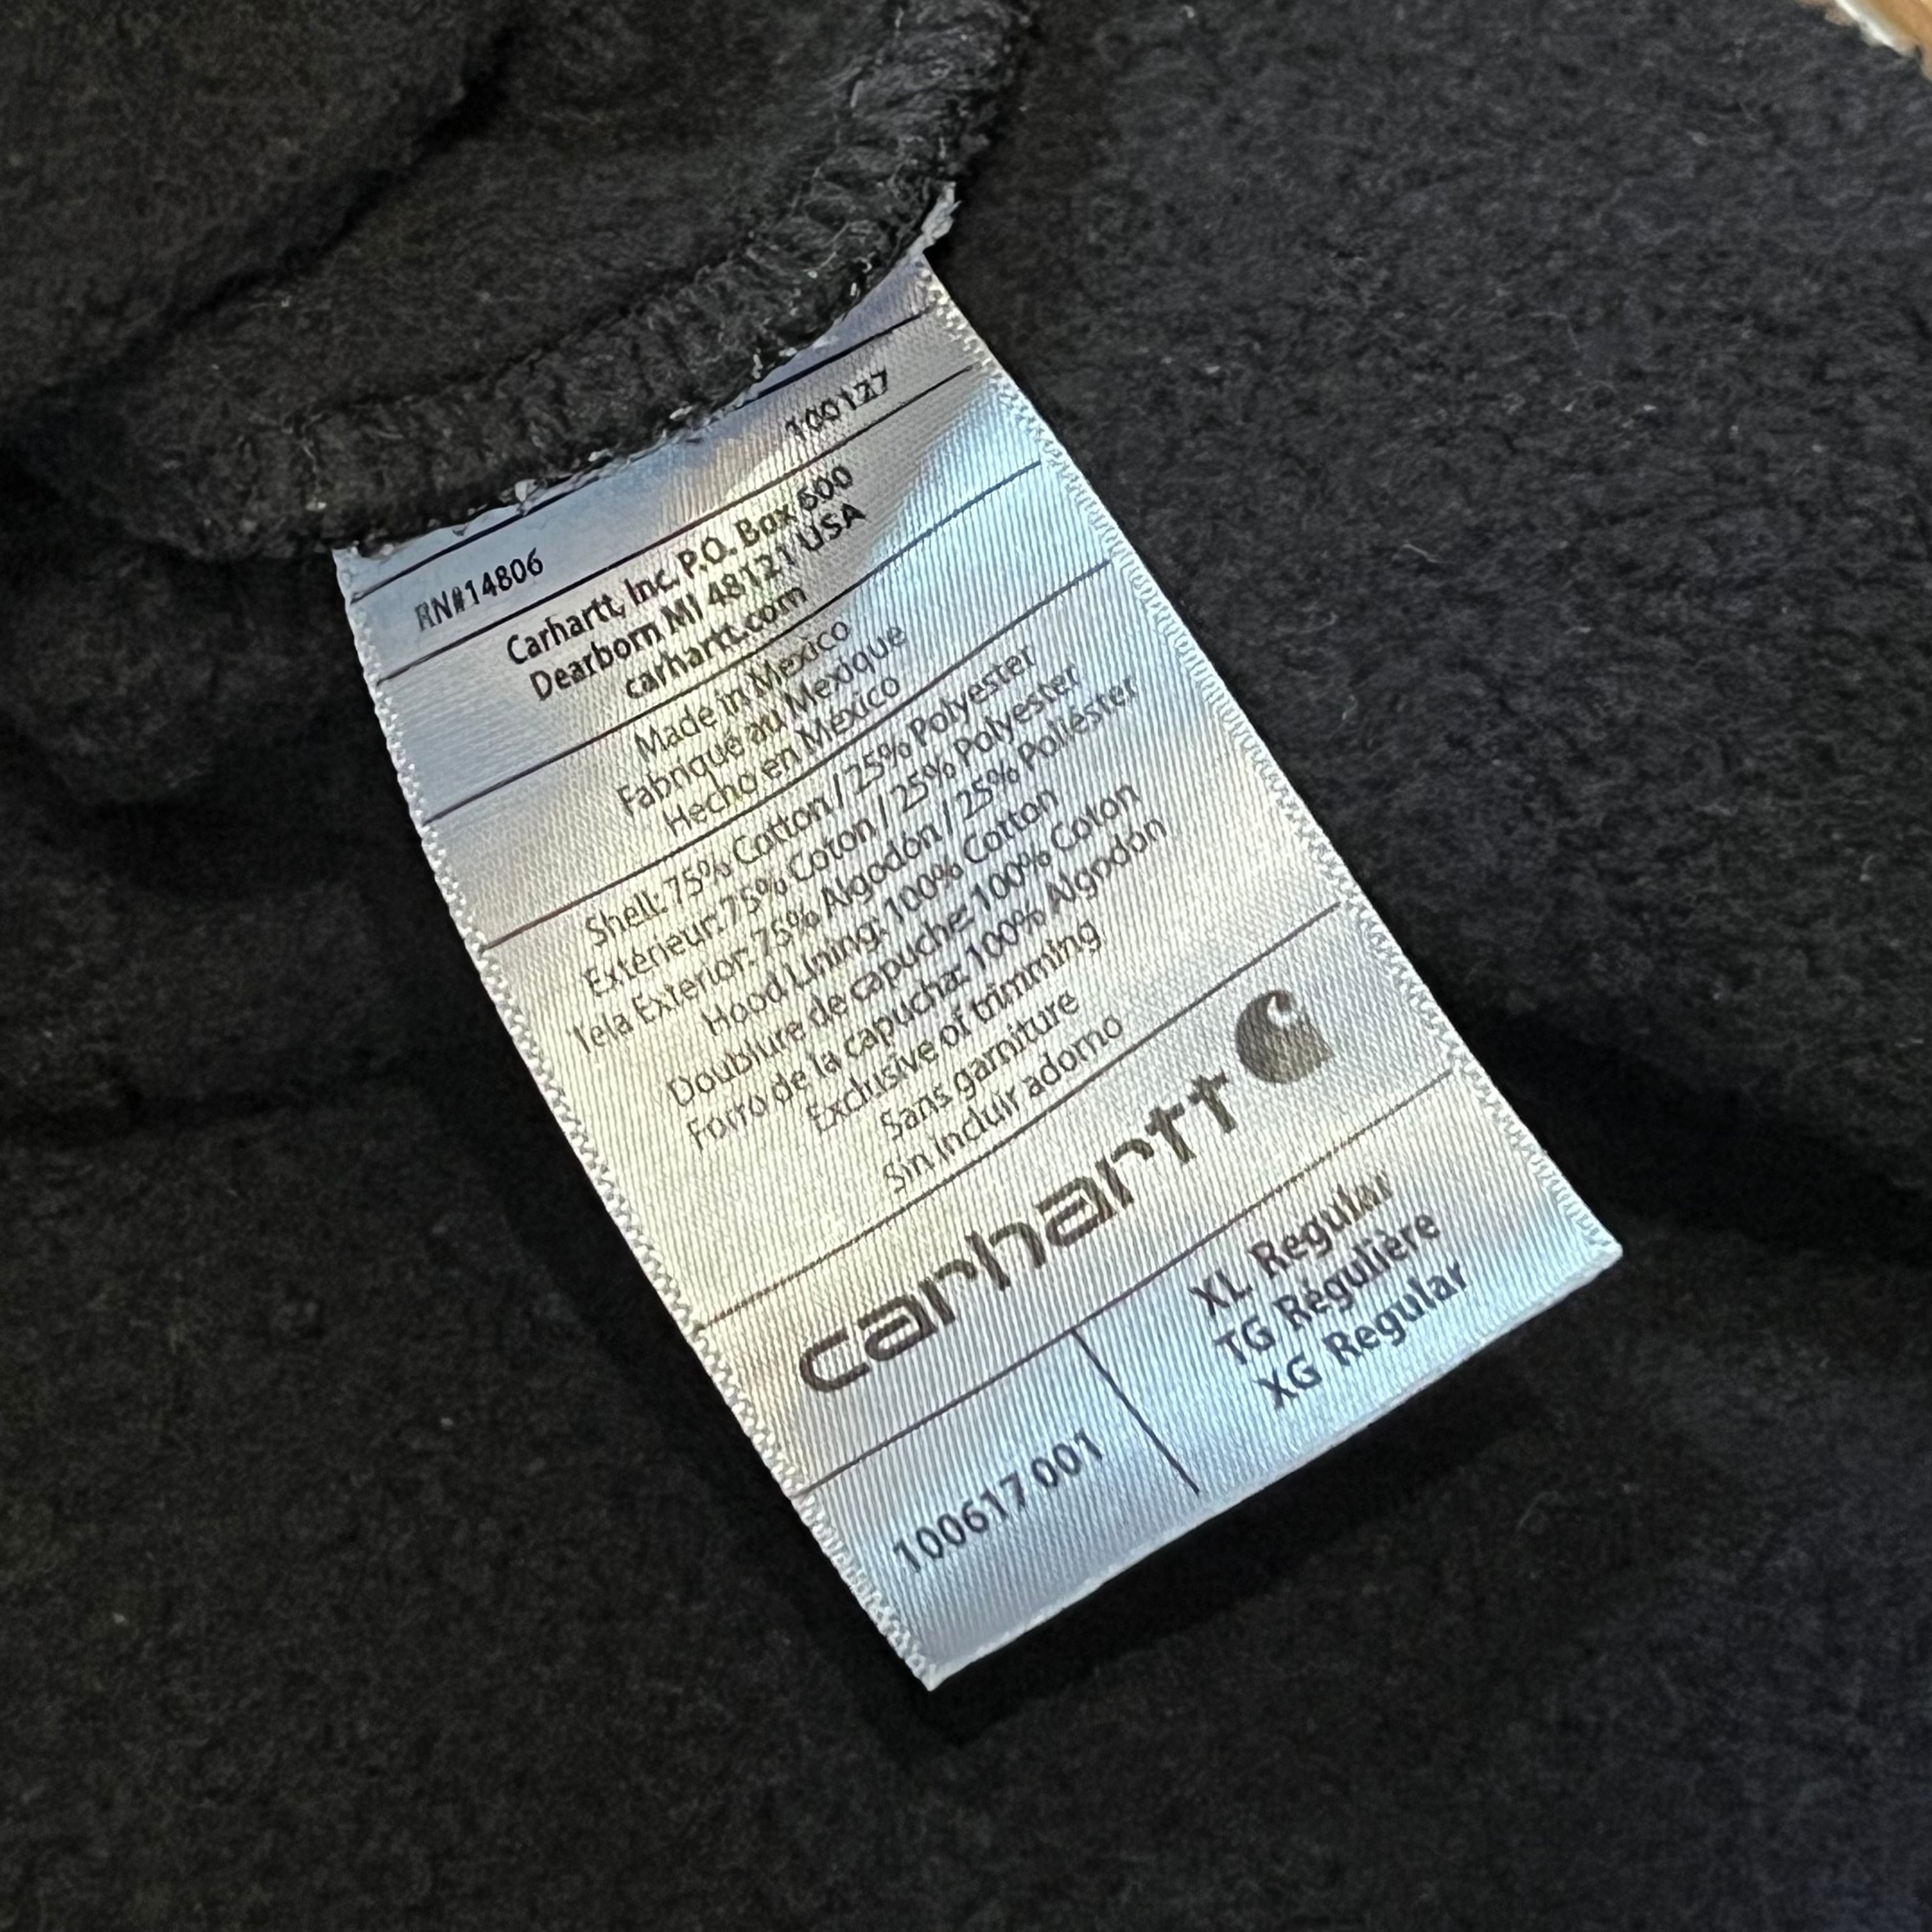 RN#14806 100127
Carhartt, Inc. P.O. Box 600
Dearborn MI 48121 USA
carhartt.com
Made in Mexico
Fabriqué au Mexique
Hecho en México
Shell: 75% Cotton / 25% Polyester
Extérieur: 75% Coton / 25% Polyester
Tela Exterior: 75% Algodón / 25% Poliéster
Hood Lining: 100% Cotton
Doublure de capuche: 100% Coton
Forro de la capucha: 100% Algodón
Exclusive of trimming
Sans garniture
Sin incluir adorno
carhartt
100617 001
XL Regular
TG Régulière
XG Regular